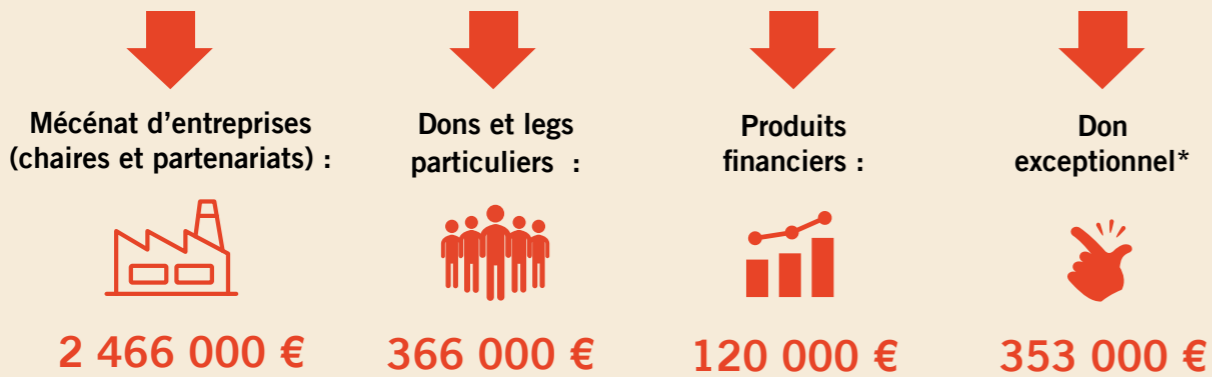 Mécénat d’entreprises
(chaires et partenariats) :
2 466 000 €
Dons et legs
particuliers :
366 000 €
Produits
financiers :
120 000 €
Don
exceptionnel*
353 000 €